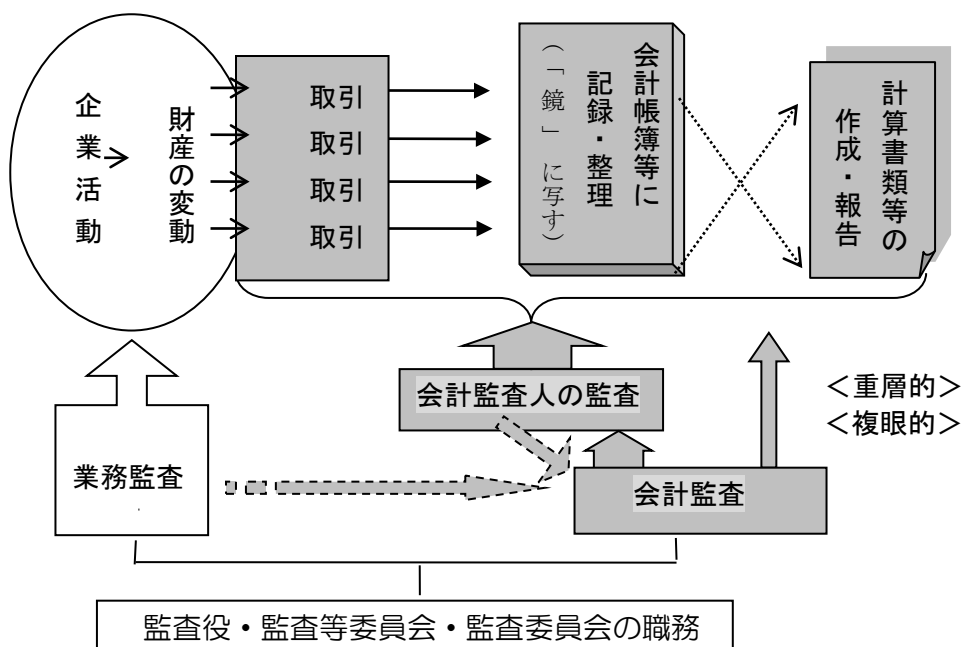 企業活動
財産の変動
取引
取引
取引
取引
会計帳簿等に
記録・整理
（「鏡」に写す）
計算書類等の
作成・報告
会計監査人の監査
＜重層的＞
＜複眼的＞
業務監査
会計監査
監査役・監査等委員会・監査委員会の職務